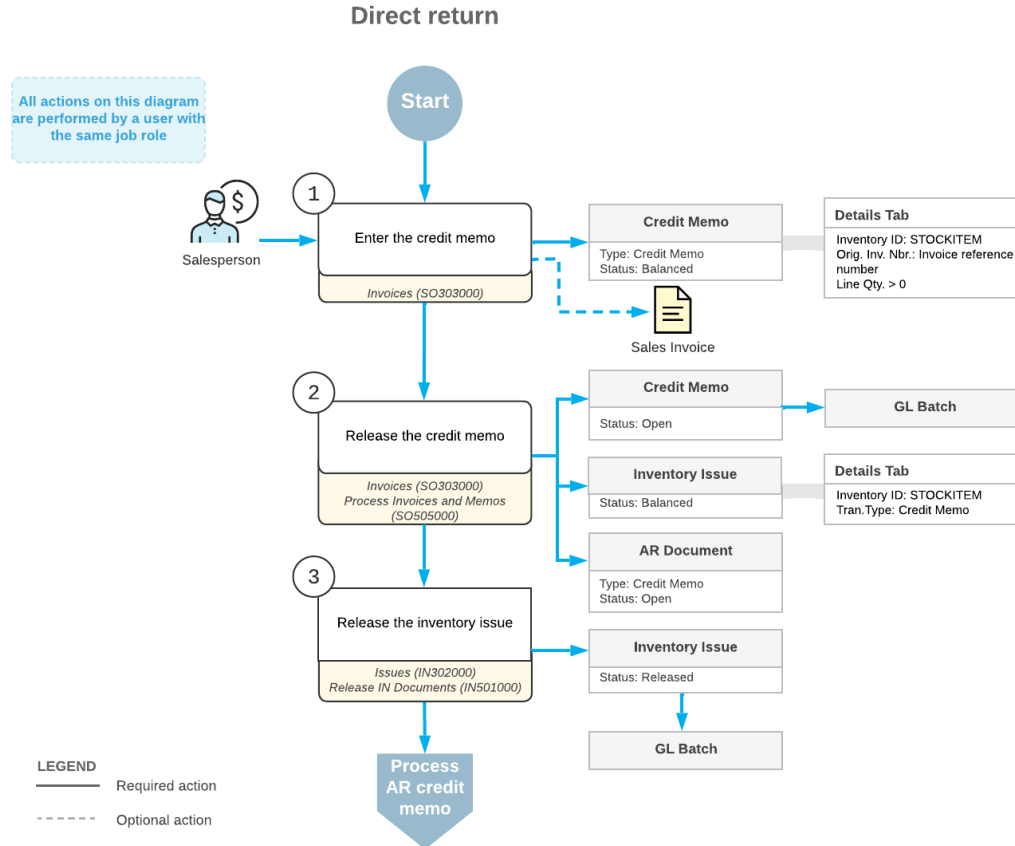 Direct return
Start
All actions on this diagram
are performed by a user with
the same job role
1
Enter the credit memo
Invoices (SO303000)
$
Salesperson
Credit Memo
Type: Credit Memo
Status: Balanced
Details Tab
Inventory ID: STOCKITEM
Orig. Inv. Nbr.: Invoice reference
number
Line Qty. > 0
Sales Invoice
2
Release the credit memo
Invoices (SO303000)
Process Invoices and Memos
(SO505000)
Credit Memo
Status: Open
GL Batch
Inventory Issue
Status: Balanced
Details Tab
Inventory ID: STOCKITEM
Tran.Type: Credit Memo
AR Document
Type: Credit Memo
Status: Open
3
Release the inventory issue
Issues (IN302000)
Release IN Documents (IN501000)
Inventory Issue
Status: Released
GL Batch
Process
AR credit
memo
LEGEND
Required action
Optional action